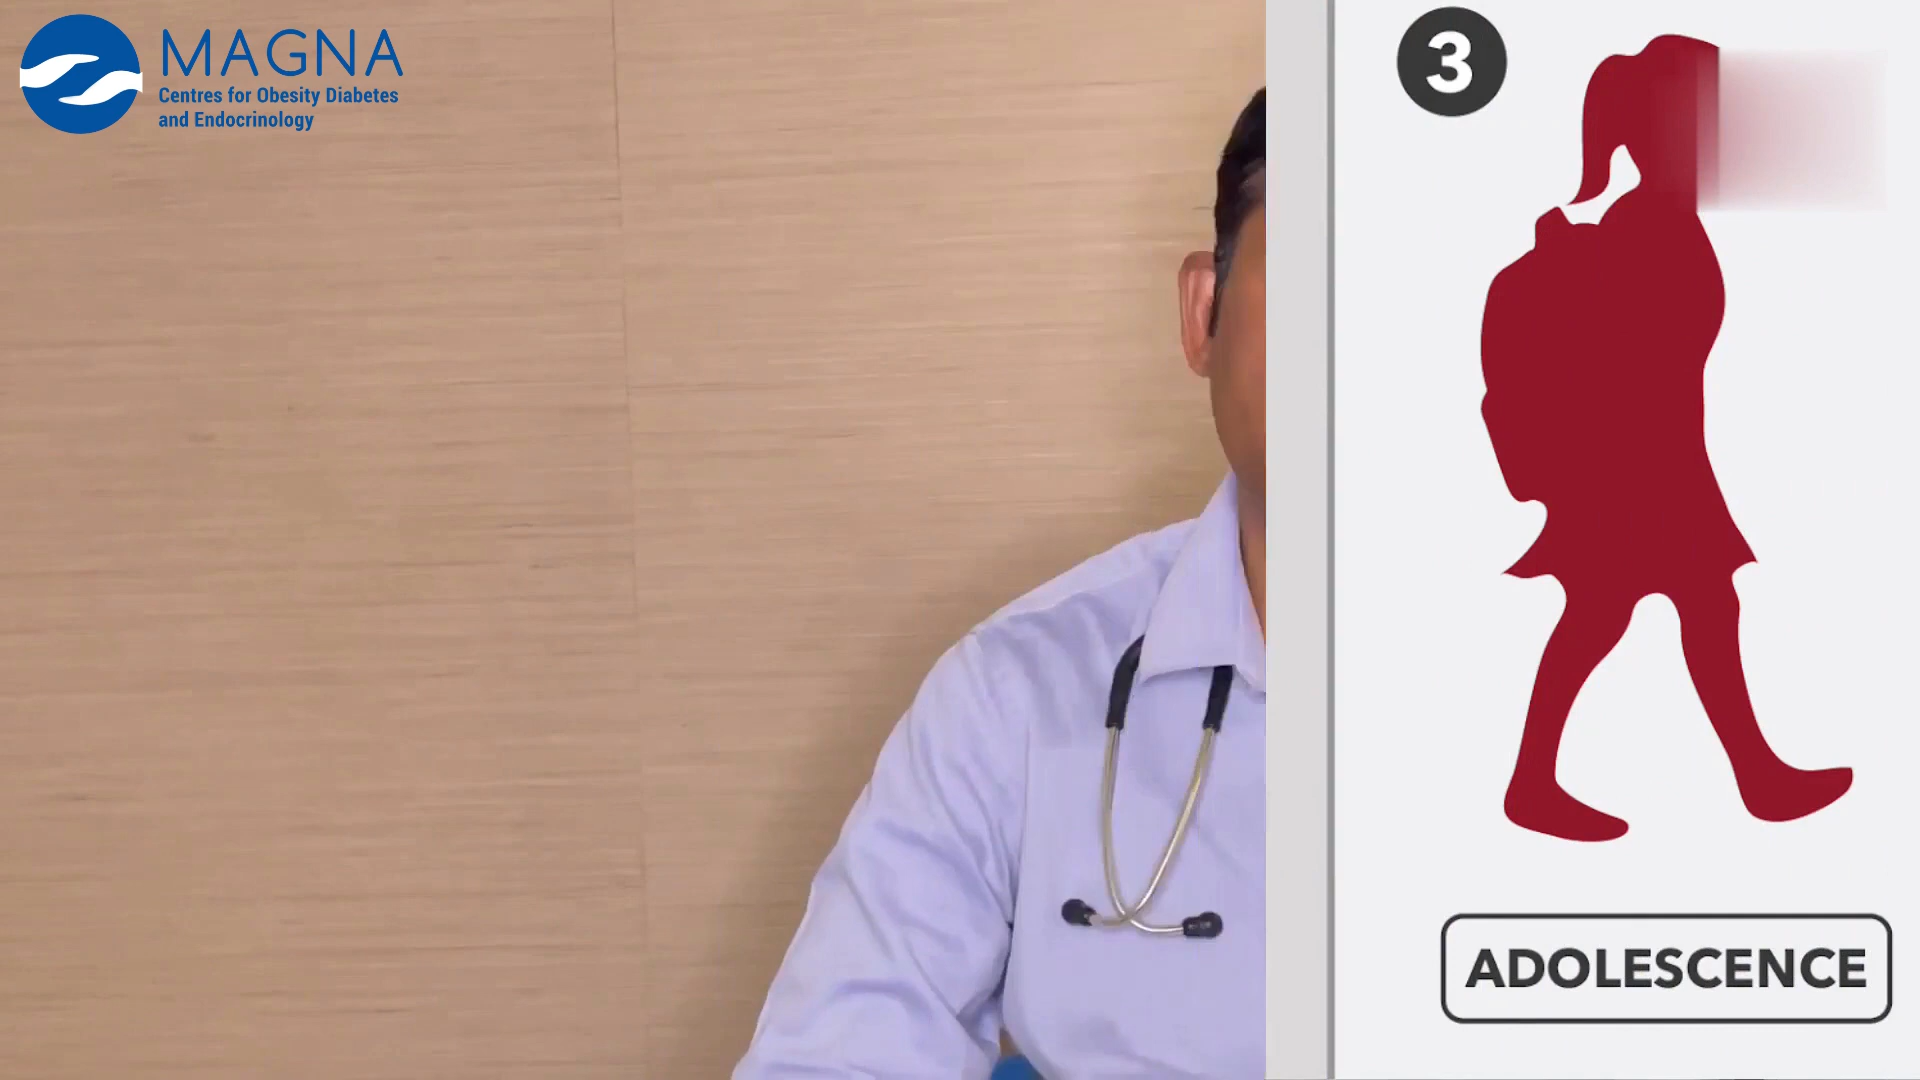 MAGNA
Centres for Obesity Diabetes
and Endocrinology
3
ADOLESCENCE